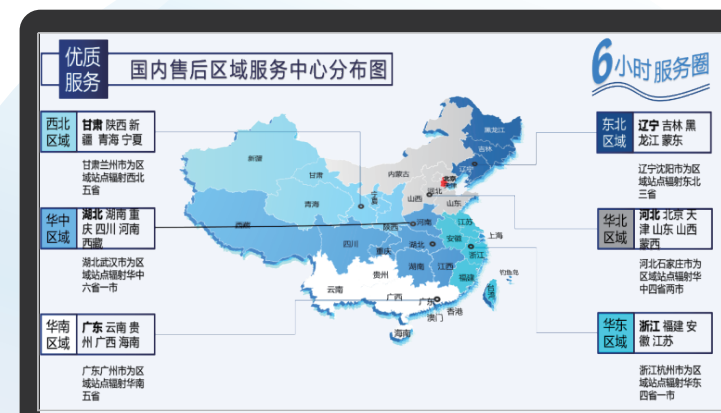 优质
服务
国内售后区域服务中心分布图
6小时服务圈
西北
区域
甘肃 陕西 新
疆 青海 宁夏
甘肃兰州市为区
域站点辐射西北
五省
华中
区域
湖北 湖南 重
庆 四川 河南
西藏
湖北武汉市为区
域站点辐射华中
六省一市
华南
区域
广东 云南 贵
州 广西 海南
广东广州市为区
域站点辐射华南
五省
黑龙江
吉林
辽宁
新疆
甘肃
内蒙古
北京
河北
山西
山东
青海
宁夏
陕西
河南
江苏
上海
西藏
四川
重庆
湖北
安徽
浙江
湖南
江西
贵州
福建
钓鱼岛
云南
广西
广东
台湾
香港
澳门
海南
东北
区域
辽宁 吉林 黑
龙江 蒙东
辽宁沈阳市为区
域站点辐射东北
三省
华北
区域
河北 北京 天
津 山东 山西
蒙西
河北石家庄市为
区域站点辐射华
中四省两市
华东
区域
浙江 福建 安
徽 江苏
浙江杭州市为区
域站点辐射华东
四省一市